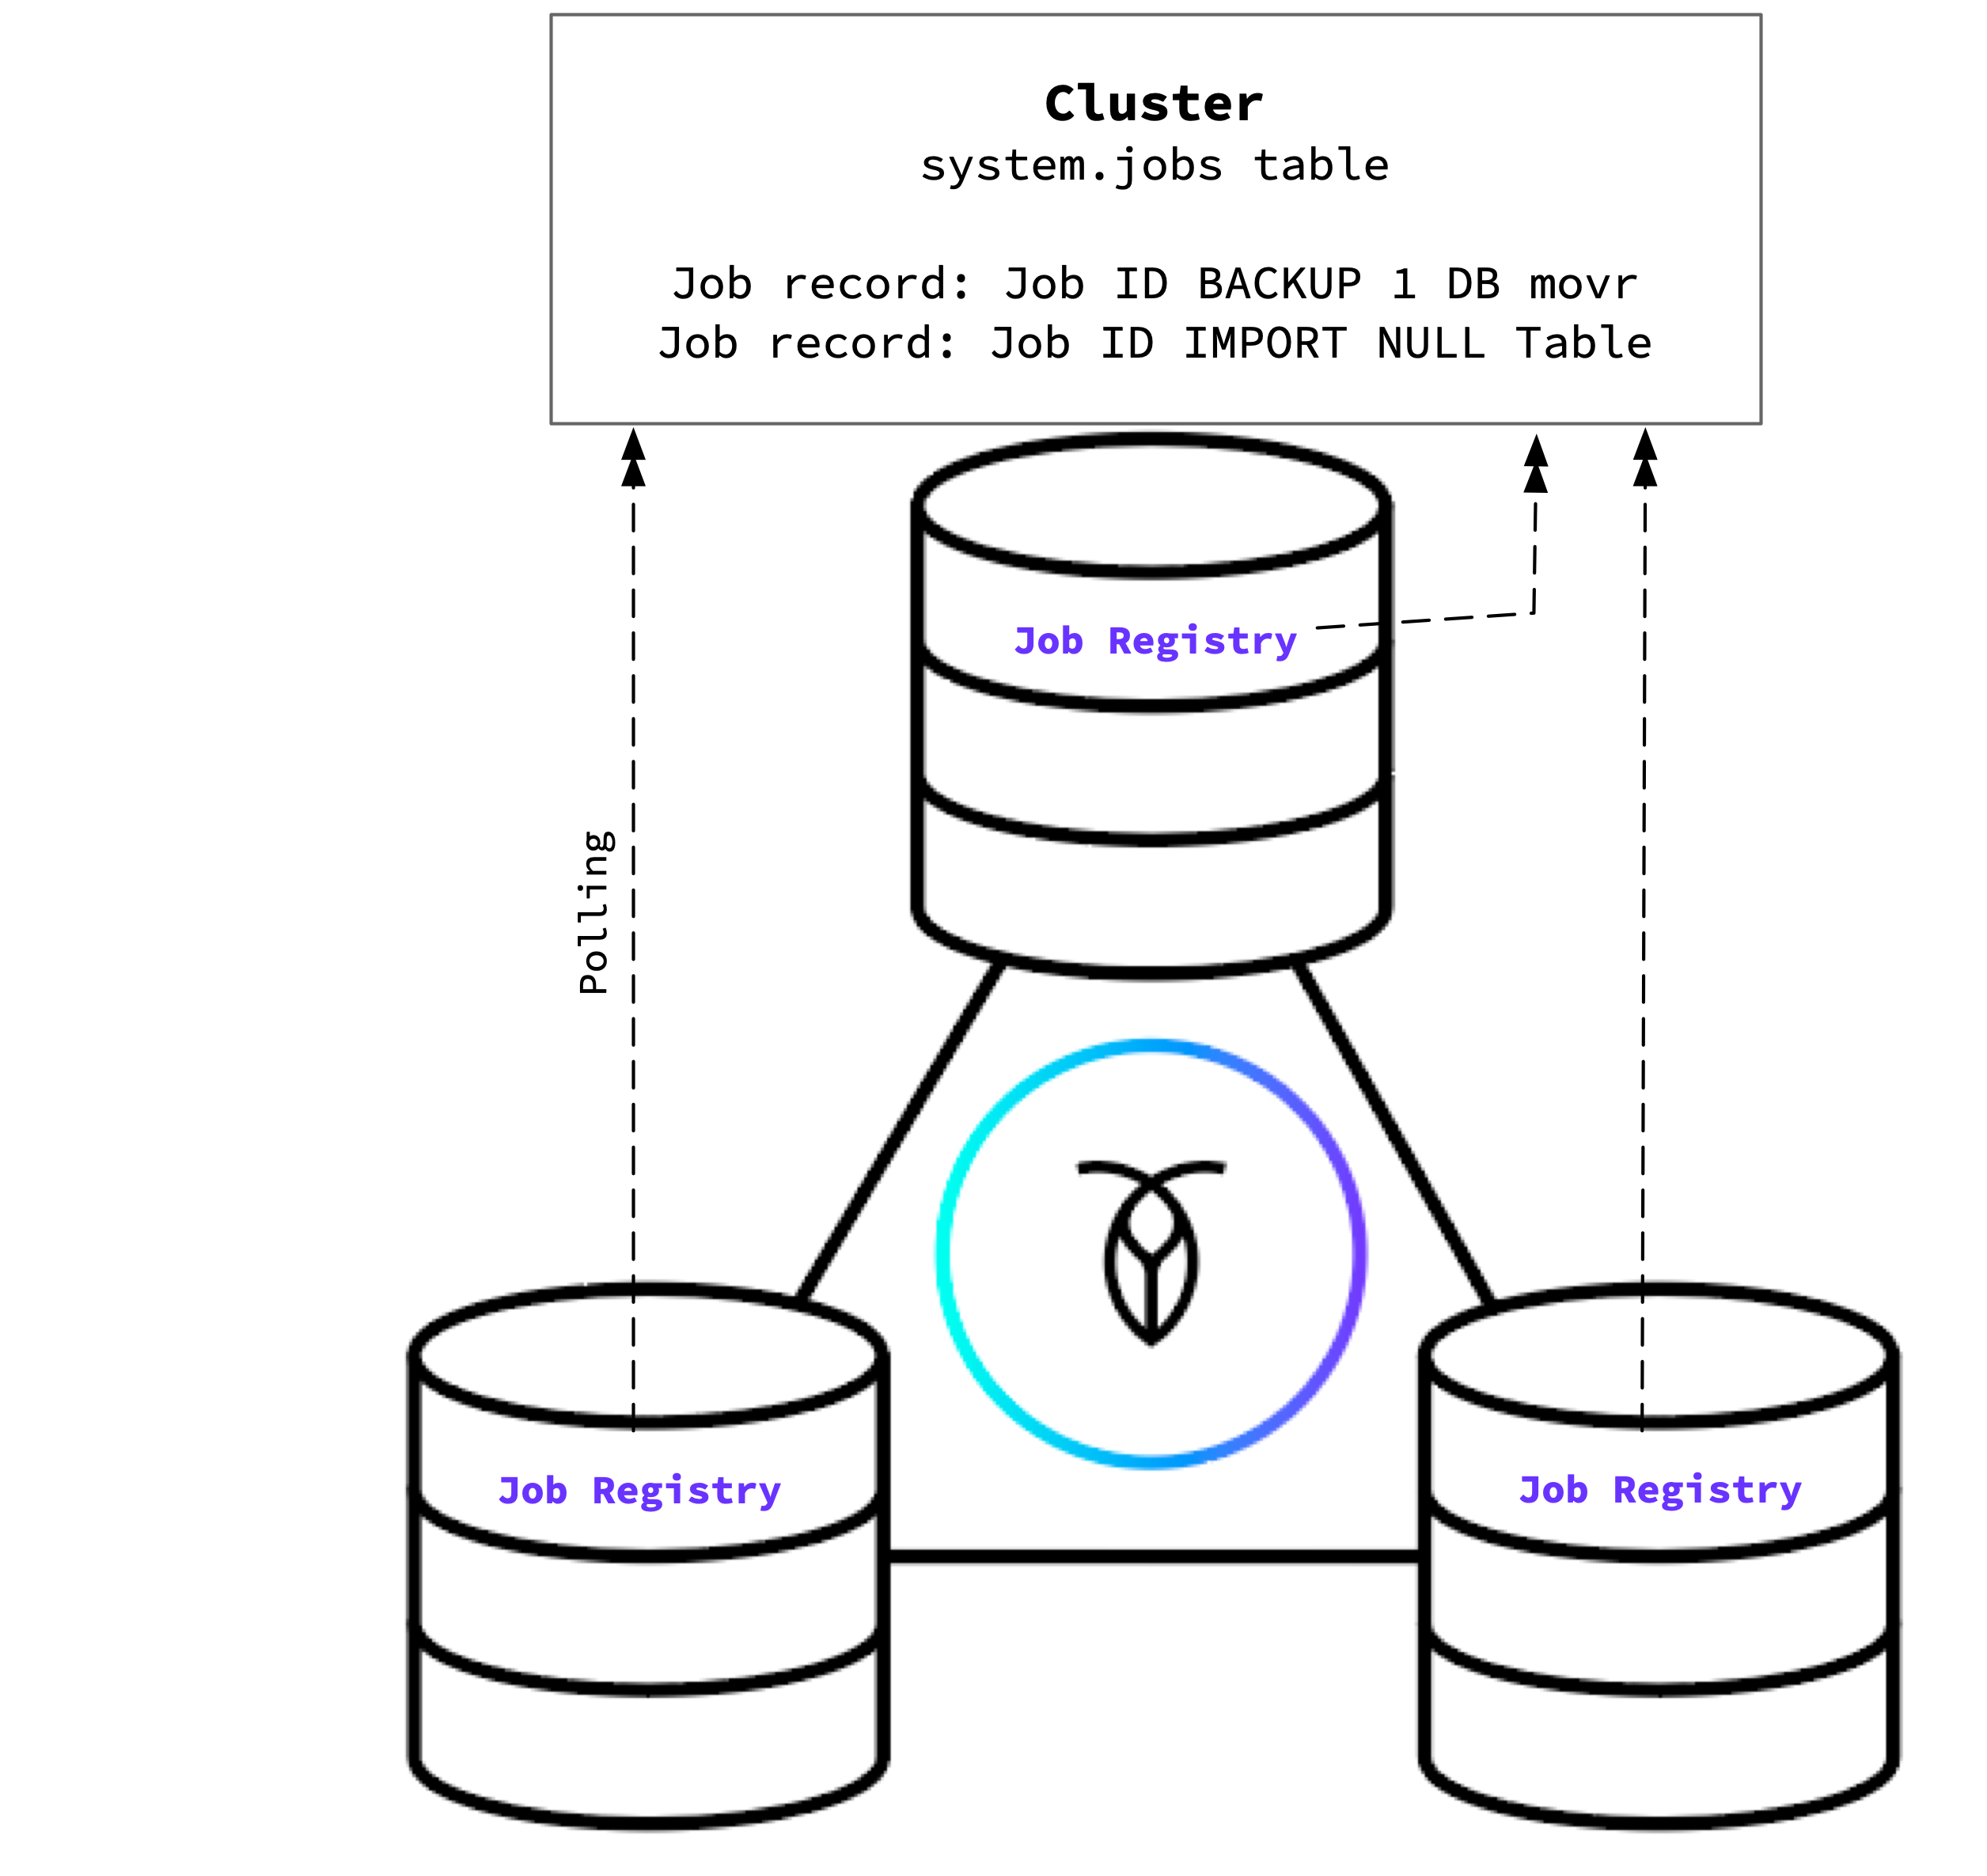 Cluster
system.jobs table
Job record: Job ID BACKUP 1 DB movr
Job record: Job ID IMPORT NULL Table
Job Registry
Polling
Job Registry
Job Registry